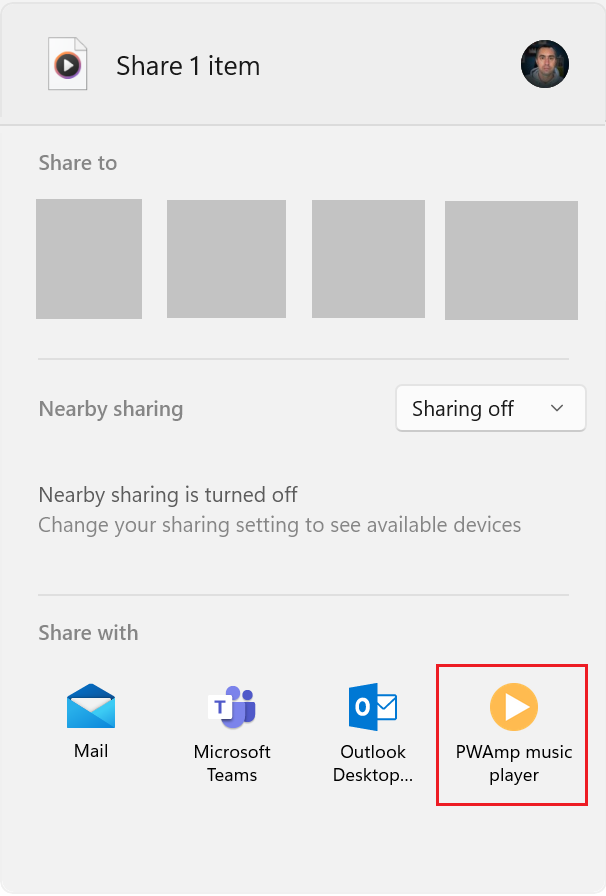 Share 1 item
Share to
Nearby sharing
Sharing off
Nearby sharing is turned off
Change your sharing setting to see available devices
Share with
Mail
T
Microsoft
Teams
O
Outlook
Desktop...
PWAmp music
player